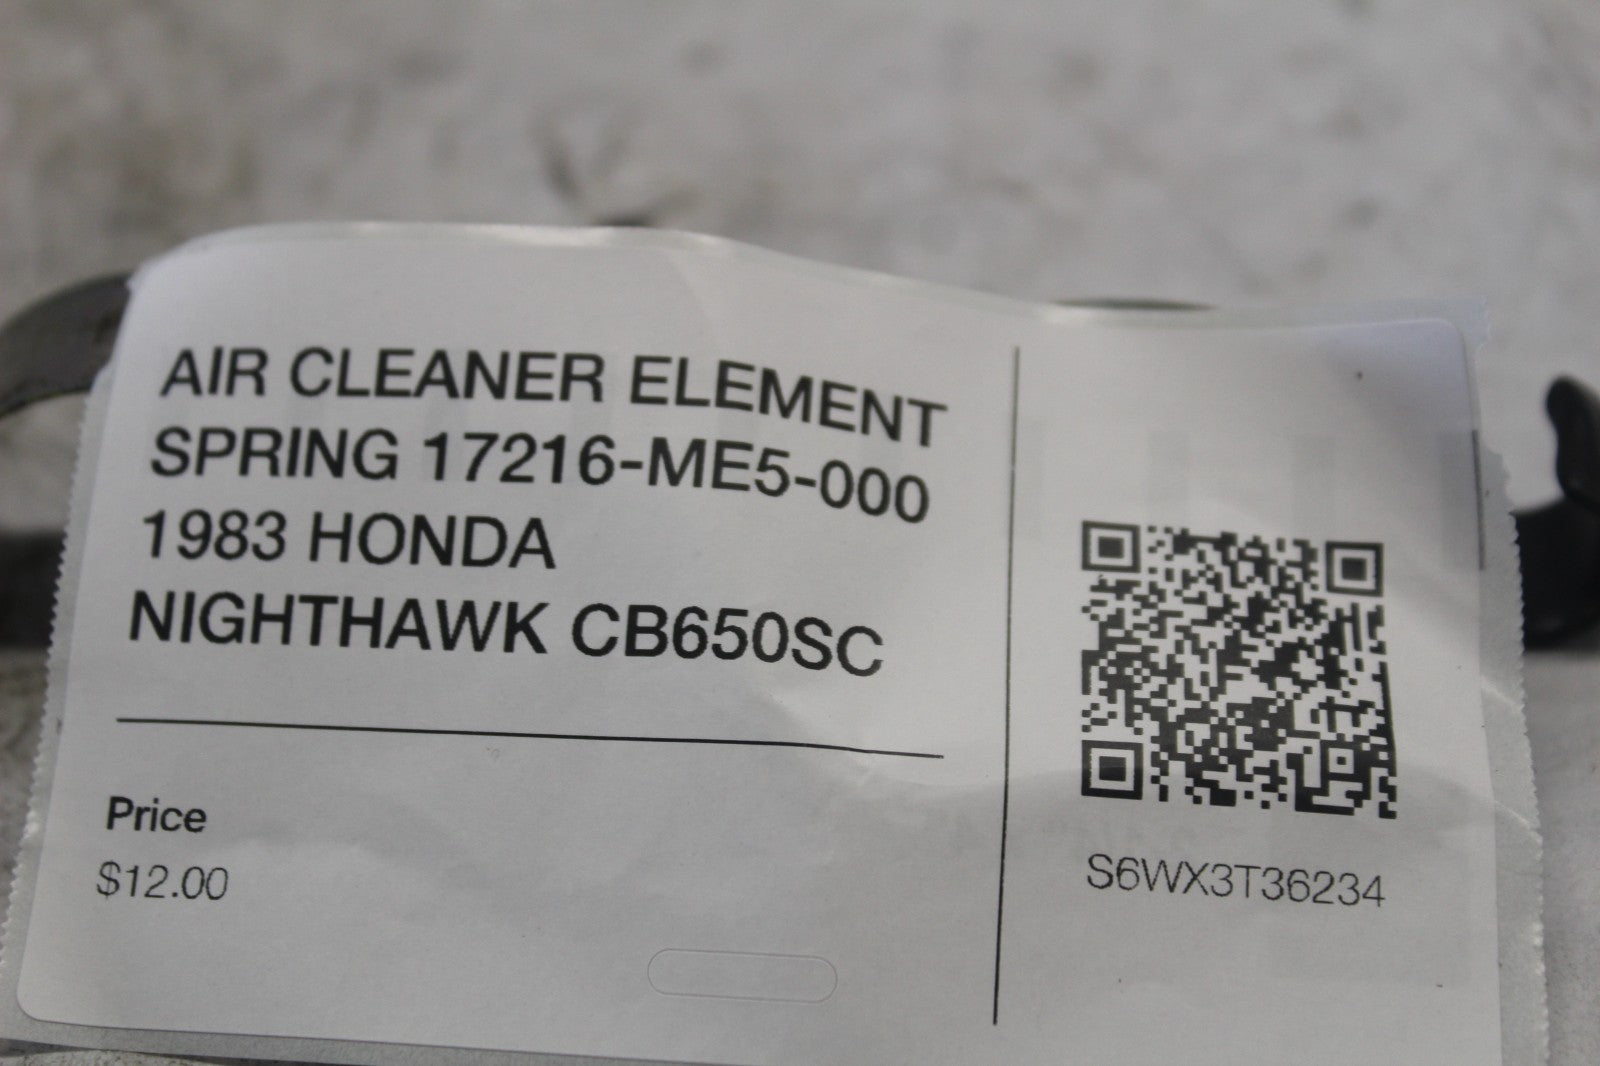 AIR CLEANER ELEMENT
SPRING 17216-ME5-000
1983 HONDA
NIGHTHAWK CB650SC
Price
$12.00
S6WX3T36234